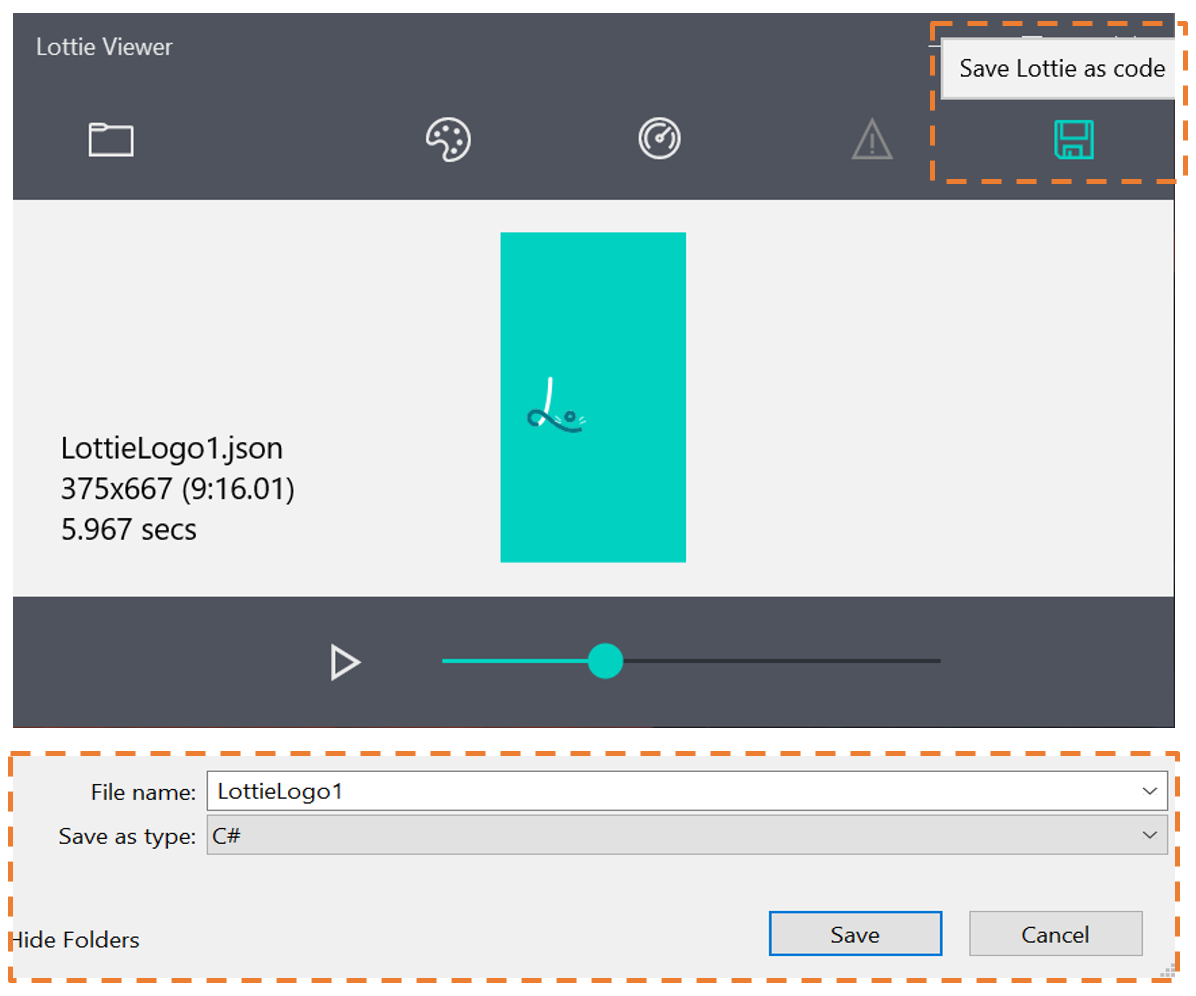 Lottie Viewer
Save Lottie as code
LottieLogo1.json
375x667 (9:16.01)
5.967 secs
File name: LottieLogo1
Save as type: C#
Hide Folders
Save
Cancel